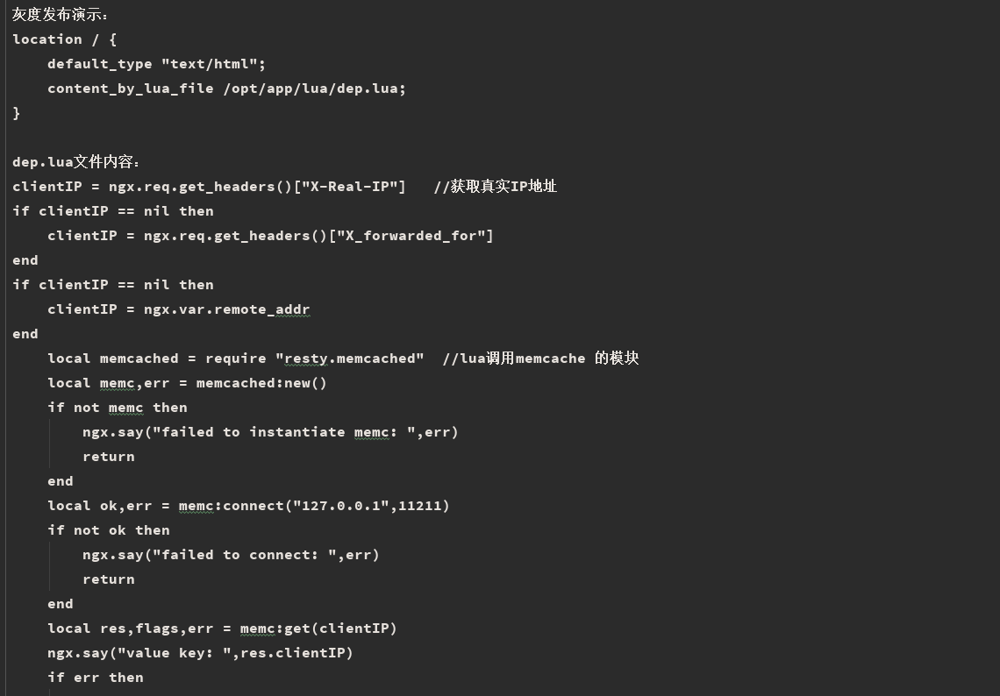 灰度发布演示：
location / {
    default_type "text/html";
    content_by_lua_file /opt/app/lua/dep.lua;
}

dep.lua文件内容：
clientIP = ngx.req.get_headers()["X-Real-IP"]   //获取真实IP地址
if clientIP == nil then
    clientIP = ngx.req.get_headers()["X_forwarded_for"]
end
if clientIP == nil then
    clientIP = ngx.var.remote_addr
end
    local memcached = require "resty.memcached"  //lua调用memcache 的模块
    local memc,err = memcached:new()
    if not memc then
        ngx.say("failed to instantiate memc: ",err)
        return
    end
    local ok,err = memc:connect("127.0.0.1",11211)
    if not ok then
        ngx.say("failed to connect: ",err)
        return
    end
    local res,flags,err = memc:get(clientIP)
    ngx.say("value key: ",res.clientIP)
    if err then